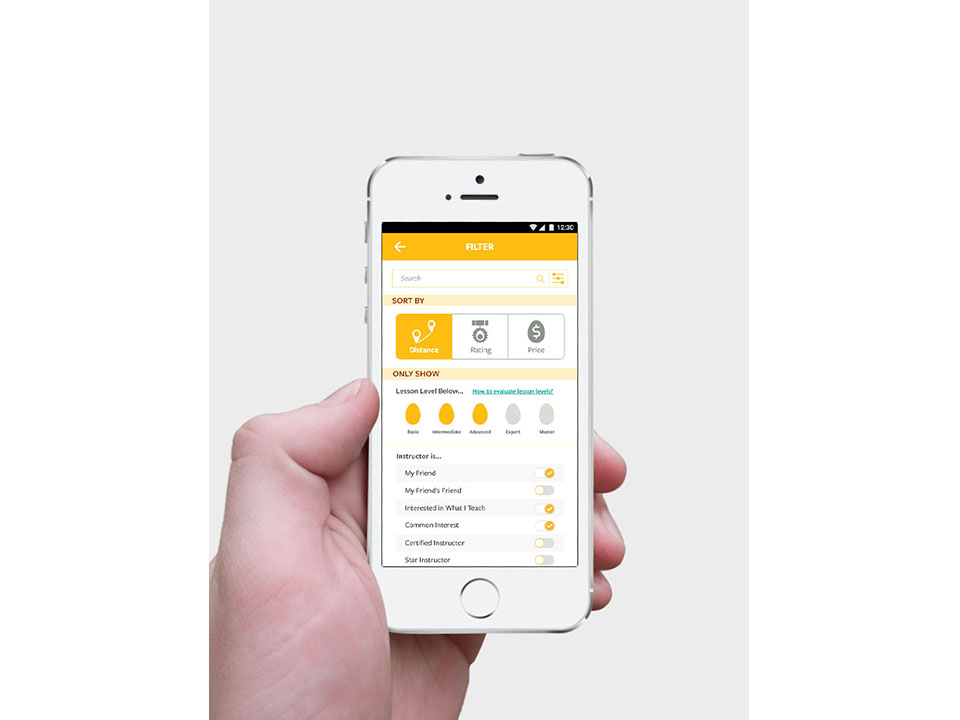 12:30
FILTER
Search
SORT BY
Distance Rating Price
ONLY SHOW
Lesson Level Below... How to evaluate lesson levels?
Basic Intermediate Advanced Expert Master
Instructor is...
My Friend
My Friend's Friend
Interested in What I Teach
Common Interest
Certified Instructor
Star Instructor